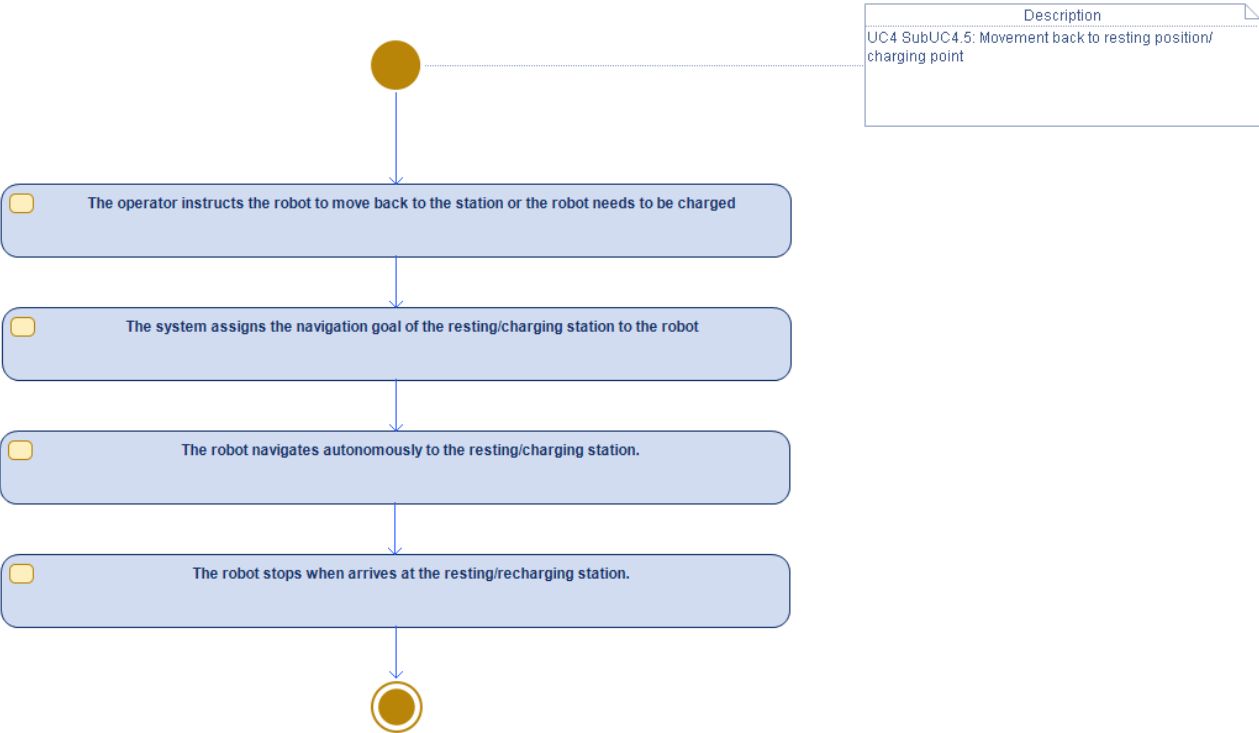 Description
UC4 SubUC4.5: Movement back to resting position/
charging point
The operator instructs the robot to move back to the station or the robot needs to be charged
The system assigns the navigation goal of the resting/charging station to the robot
The robot navigates autonomously to the resting/charging station.
The robot stops when arrives at the resting/recharging station.